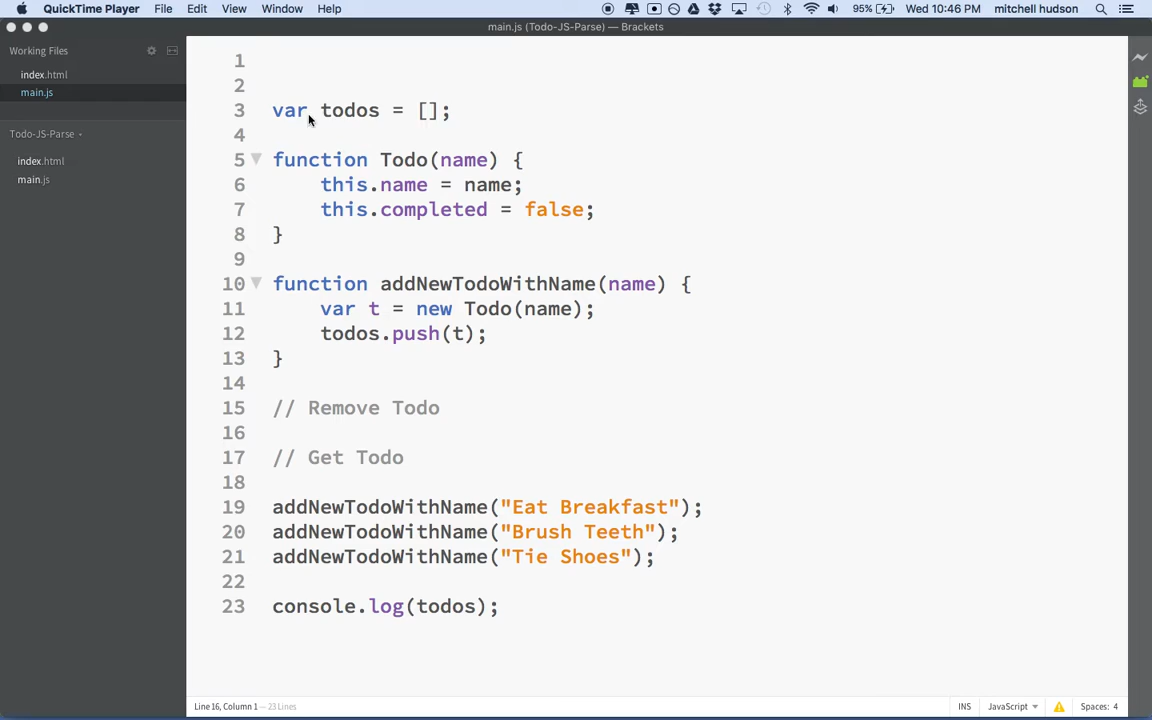 QuickTime Player File Edit View Window Help 95% Wed 10:46 PM mitchell hudson
main.js (Todo-JS-Parse) — Brackets
Working Files
index.html
main.js
Todo-JS-Parse
index.html
main.js
1
2
3 var todos = [];
4
5 function Todo(name) {
6 this.name = name;
7 this.completed = false;
8 }
9
10 function addNewTodoWithName(name) {
11 var t = new Todo(name);
12 todos.push(t);
13 }
14
15 // Remove Todo
16
17 // Get Todo
18
19 addNewTodoWithName("Eat Breakfast");
20 addNewTodoWithName("Brush Teeth");
21 addNewTodoWithName("Tie Shoes");
22
23 console.log(todos);
Line 16, Column 1 — 23 Lines INS JavaScript Spaces: 4